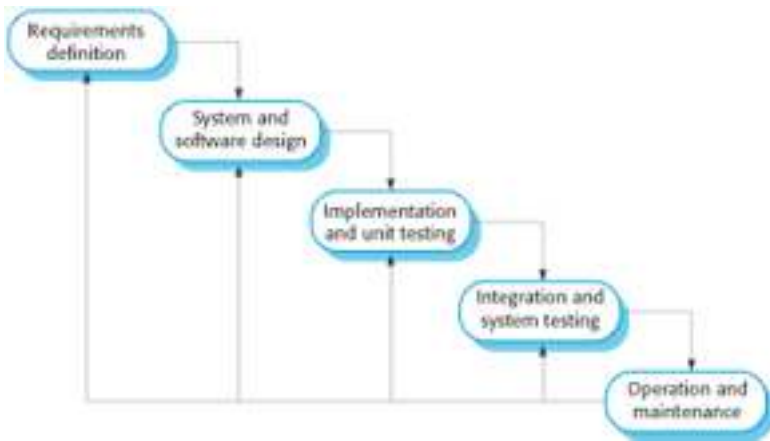 Requirements
definition
System and
software design
Implementation
and unit testing
Integration and
system testing
Operation and
maintenance